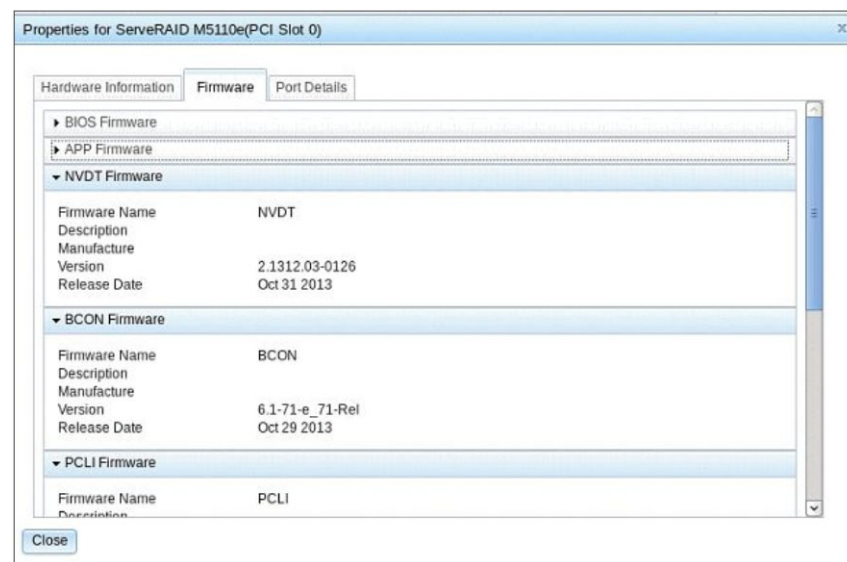 Properties for ServeRAID M5110e(PCI Slot 0)
x
Hardware Information Firmware Port Details
BIOS Firmware
APP Firmware
NVDT Firmware
Firmware Name NVDT
Description
Manufacture
Version 2.1312.03-0126
Release Date Oct 31 2013
BCON Firmware
Firmware Name BCON
Description
Manufacture
Version 6.1-71-e_71-Rel
Release Date Oct 29 2013
PCLI Firmware
Firmware Name PCLI
Description
Close